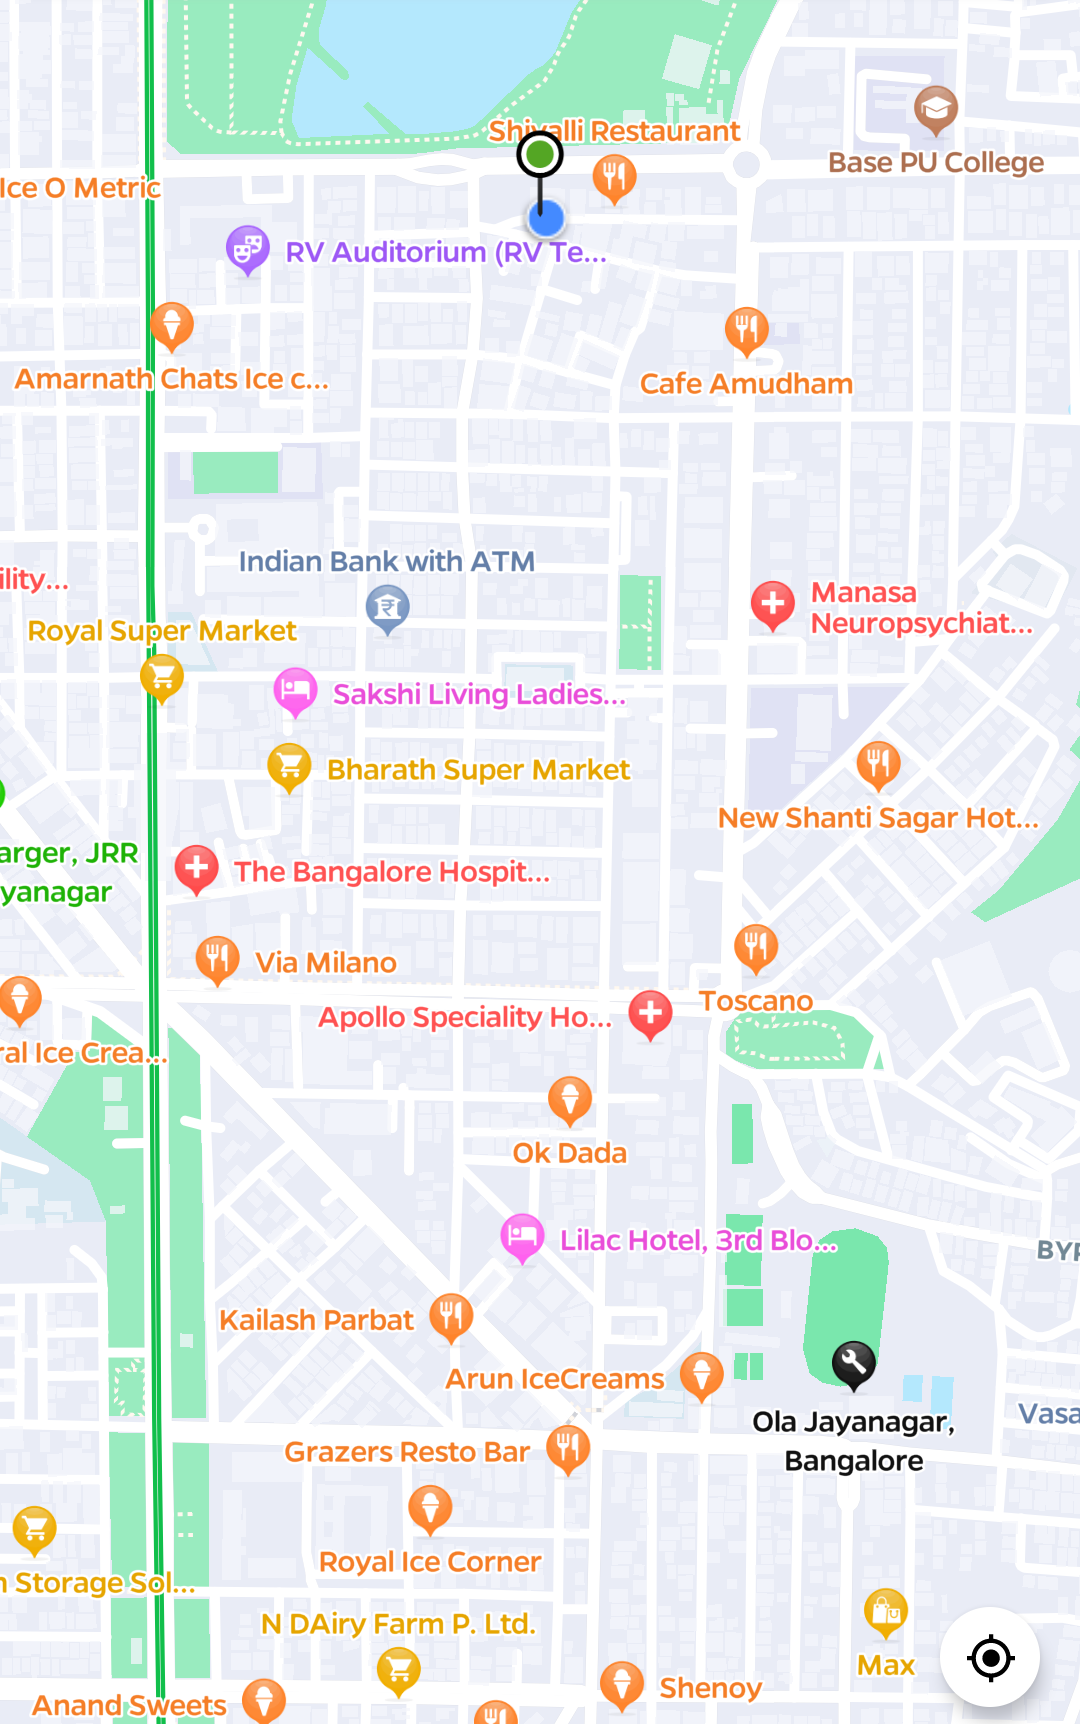 Shivalli Restaurant
Base PU College
Ice O Metric
RV Auditorium (RV Te...
Amarnath Chats Ice c...
Cafe Amudham
Indian Bank with ATM
ility...
Manasa
Neuropsychiat...
Royal Super Market
Sakshi Living Ladies...
Bharath Super Market
New Shanti Sagar Hot...
arger, JRR
yanagar
The Bangalore Hospit...
Via Milano
Toscano
Apollo Speciality Ho...
ral Ice Crea...
Ok Dada
Lilac Hotel, 3rd Blo...
BYP
Kailash Parbat
Arun IceCreams
Vasa
Ola Jayanagar,
Bangalore
Grazers Resto Bar
Royal Ice Corner
n Storage Sol...
N DAiry Farm P. Ltd.
Max
Shenoy
Anand Sweets